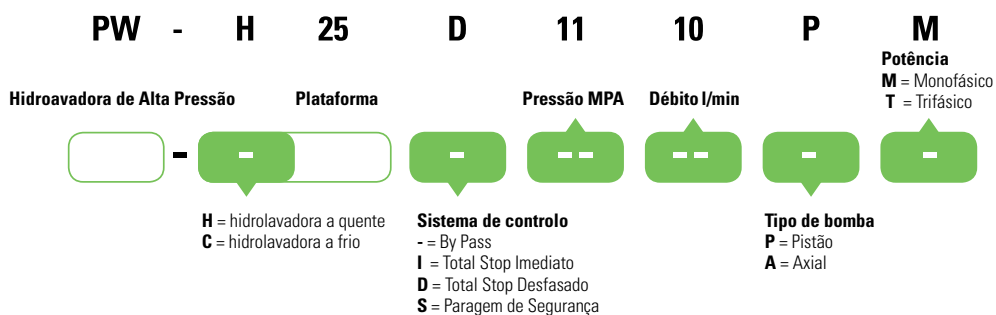 PW - H 25 D 11 10 P M
Potência
M = Monofásico
T = Trifásico
Hidroavadora de Alta Pressão Plataforma Pressão MPA Débito l/min
- - - -- -- - -
H = hidrolavadora a quente
C = hidrolavadora a frio
Sistema de controlo
- = By Pass
I = Total Stop Imediato
D = Total Stop Desfasado
S = Paragem de Segurança
Tipo de bomba
P = Pistão
A = Axial